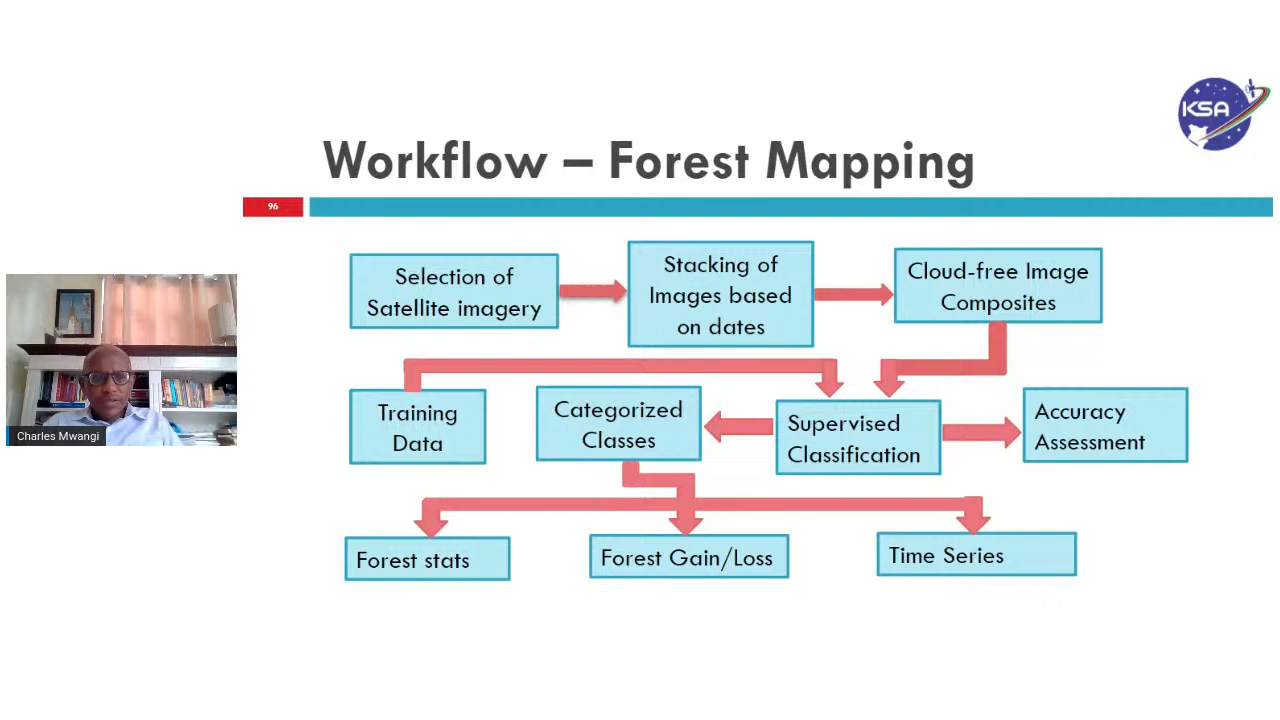 KSA
Workflow – Forest Mapping
96
Selection of
Satellite imagery
Stacking of
Images based
on dates
Cloud-free Image
Composites
Training
Data
Categorized
Classes
Supervised
Classification
Accuracy
Assessment
Charles Mwangi
Forest stats
Forest Gain/Loss
Time Series